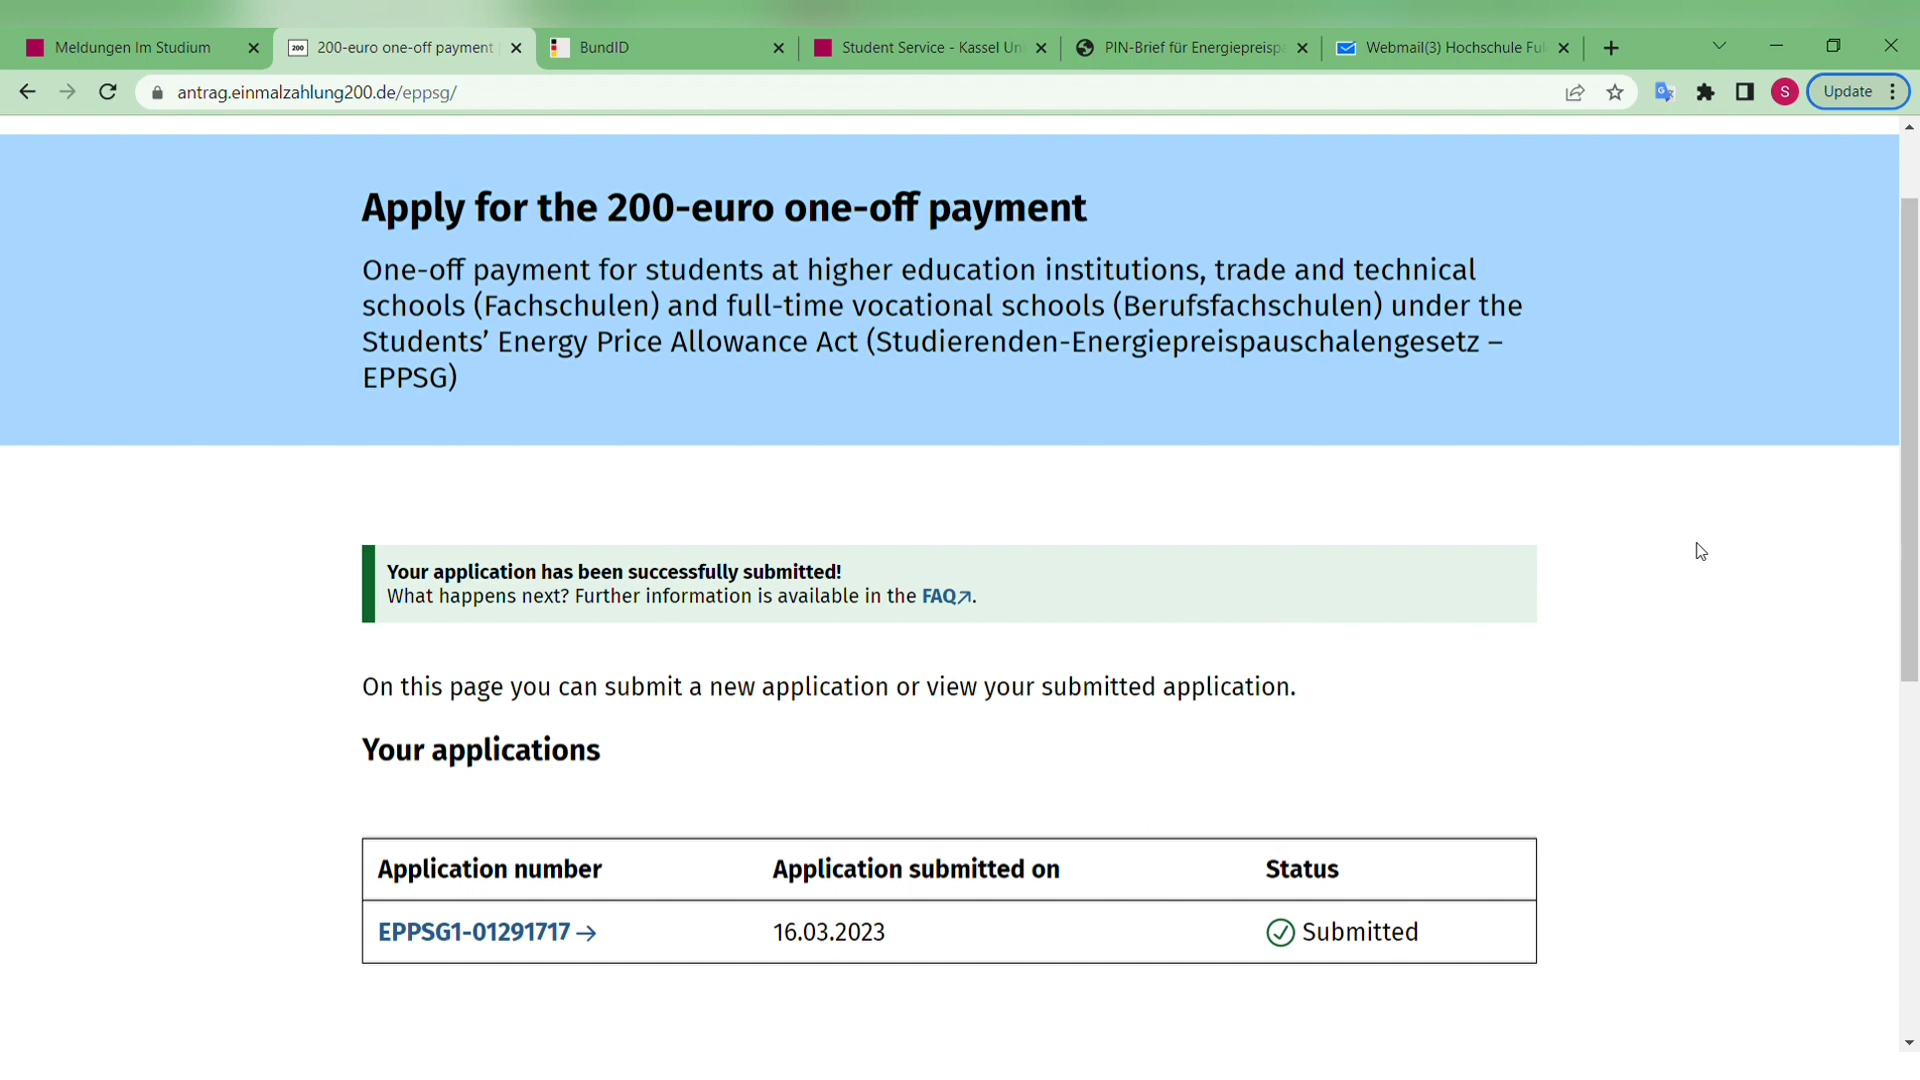 Meldungen Im Studium
200-euro one-off payment
BundID
Student Service - Kassel Un
PIN-Brief für Energiepreisp
Webmail(3) Hochschule Ful
antrag.einmalzahlung200.de/eppsg/
S
Update
Apply for the 200-euro one-off payment
One-off payment for students at higher education institutions, trade and technical
schools (Fachschulen) and full-time vocational schools (Berufsfachschulen) under the
Students’ Energy Price Allowance Act (Studierenden-Energiepreispauschalengesetz –
EPPSG)
Your application has been successfully submitted!
What happens next? Further information is available in the FAQ↗.
On this page you can submit a new application or view your submitted application.
Your applications
Application number Application submitted on Status
EPPSG1-01291717 → 16.03.2023 Submitted